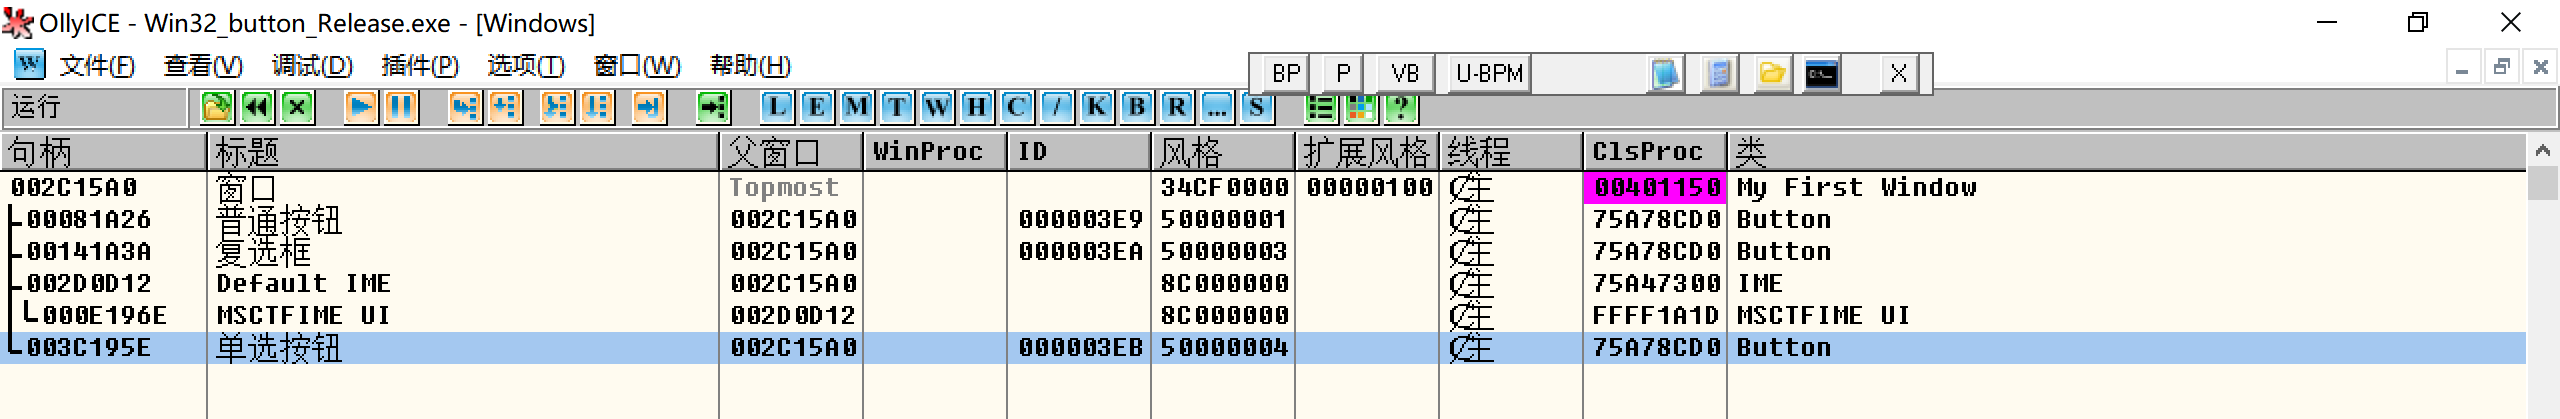 OllyICE - Win32_button_Release.exe - [Windows]
W 文件(F) 查看(V) 调试(D) 插件(P) 选项(T) 窗口(W) 帮助(H) BP P VB U-BPM X
运行 L E M T W H C / K B R ... S ?
句柄 标题 父窗口 WinProc ID 风格 扩展风格 线程 ClsProc 类
002C15A0 窗口 Topmost 34CF0000 00000100 主 00401150 My First Window
00081A26 普通按钮 002C15A0 000003E9 50000001 主 75A78CD0 Button
00141A3A 复选框 002C15A0 000003EA 50000003 主 75A78CD0 Button
002D0D12 Default IME 002C15A0 8C000000 主 75A47300 IME
000E196E MSCTFIME UI 002D0D12 8C000000 主 FFFF1A1D MSCTFIME UI
003C195E 单选按钮 002C15A0 000003EB 50000004 主 75A78CD0 Button